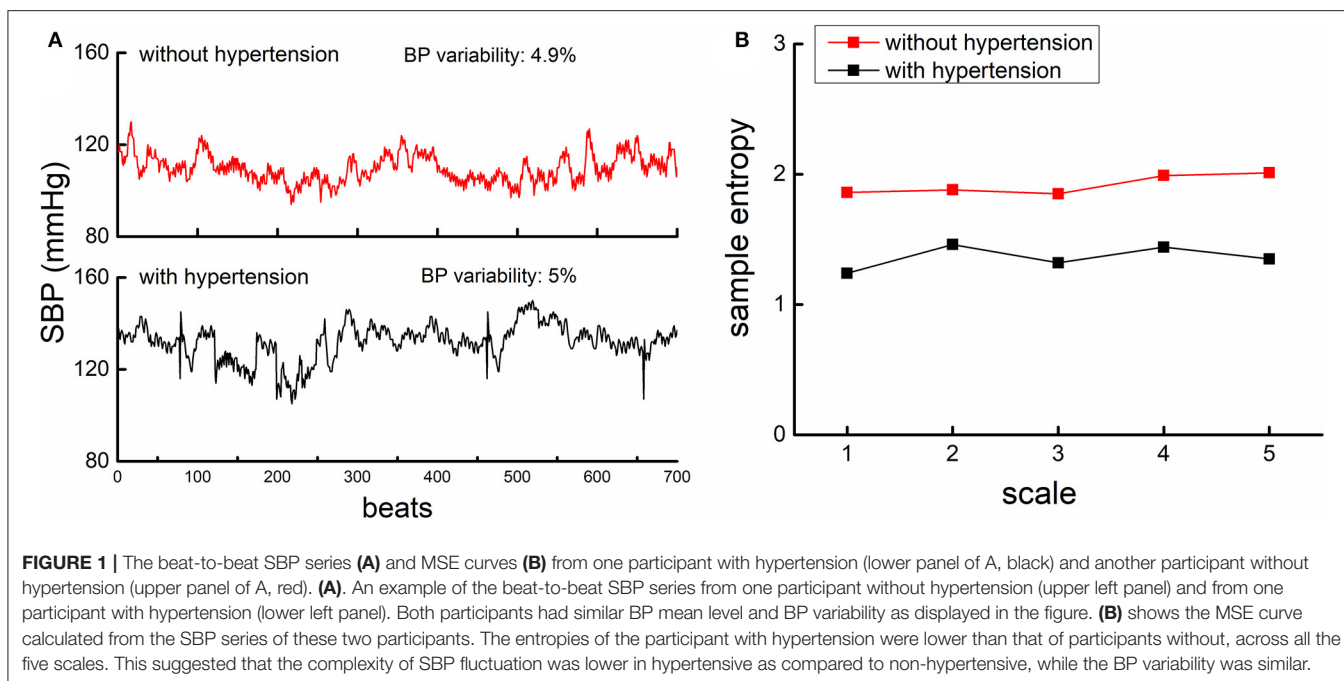 A
160
without hypertension
BP variability: 4.9%
120
80
160
with hypertension
BP variability: 5%
120
80
SBP (mmHg)
0 100 200 300 400 500 600 700
beats
B
3
without hypertension
with hypertension
2
1
0
sample entropy
1 2 3 4 5
scale
FIGURE 1 | The beat-to-beat SBP series (A) and MSE curves (B) from one participant with hypertension (lower panel of A, black) and another participant without
hypertension (upper panel of A, red). (A). An example of the beat-to-beat SBP series from one participant without hypertension (upper left panel) and from one
participant with hypertension (lower left panel). Both participants had similar BP mean level and BP variability as displayed in the figure. (B) shows the MSE curve
calculated from the SBP series of these two participants. The entropies of the participant with hypertension were lower than that of participants without, across all the
five scales. This suggested that the complexity of SBP fluctuation was lower in hypertensive as compared to non-hypertensive, while the BP variability was similar.